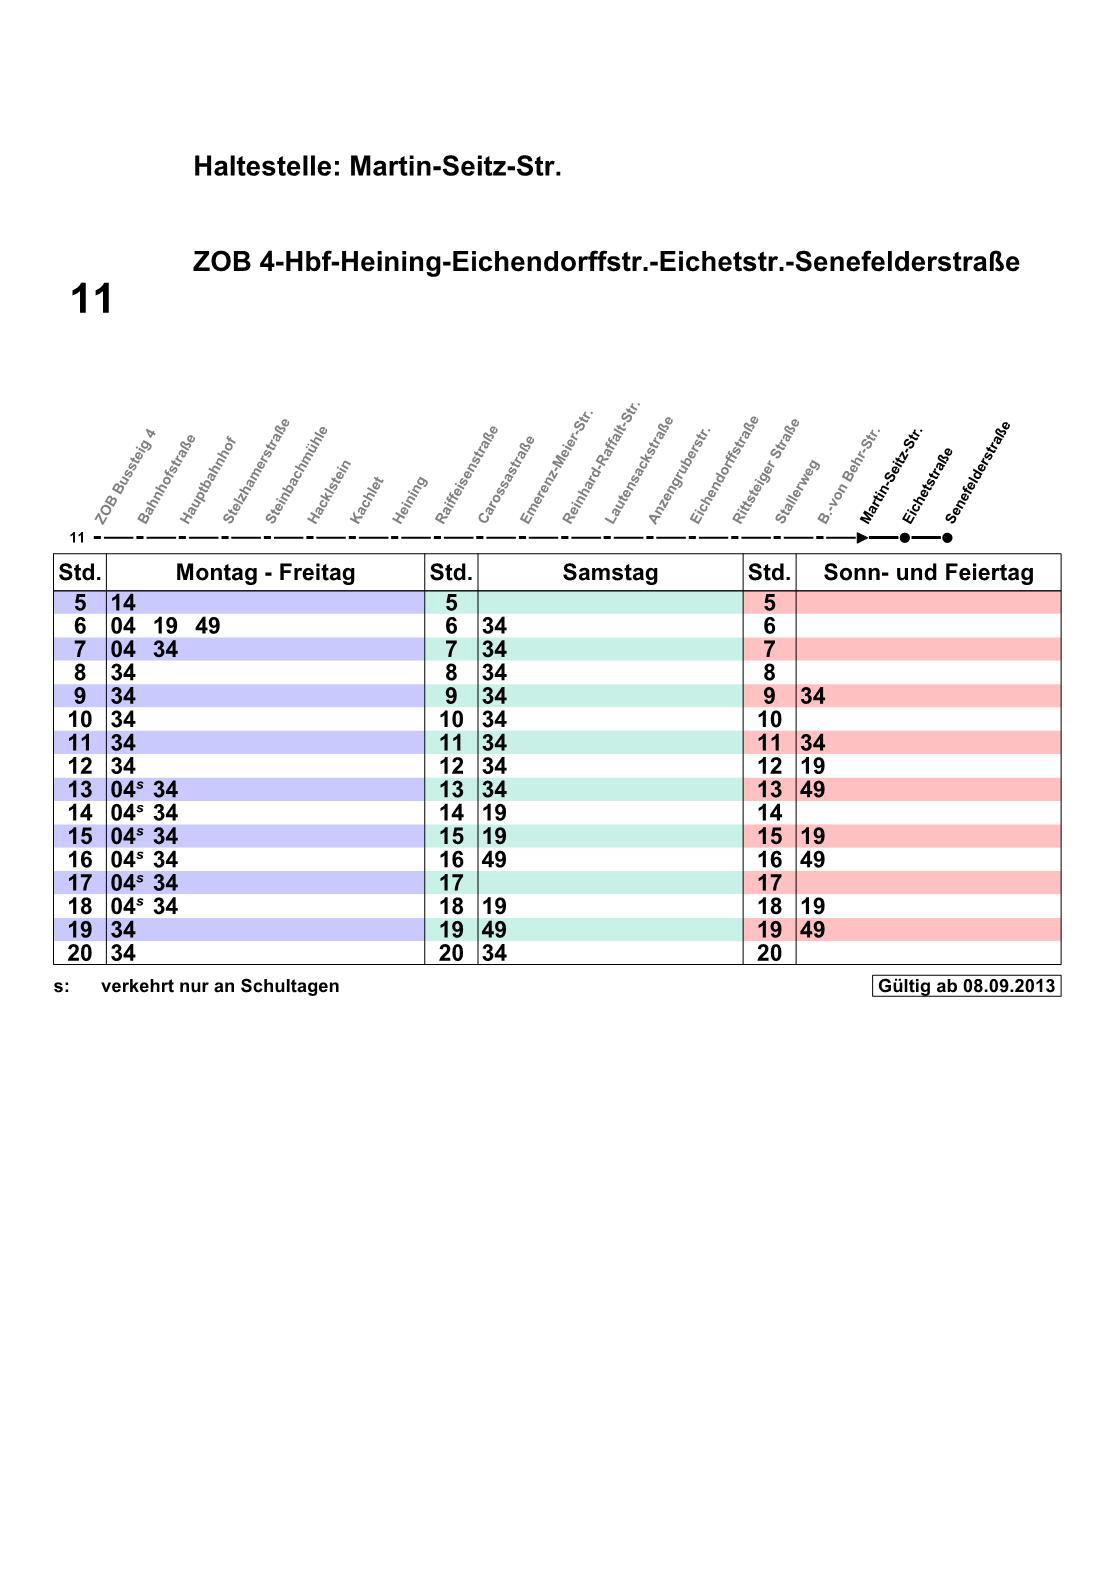 Haltestelle: Martin-Seitz-Str.
ZOB 4-Hbf-Heining-Eichendorffstr.-Eichetstr.-Senefelderstraße
11
ZOB Bussteig 4
Bahnhofstraße
Hauptbahnhof
Stelzhamerstraße
Steinbachmühle
Hacklstein
Kachlet
Heining
Raiffeisenstraße
Carossastraße
Emerenz-Meier-Str.
Reinhard-Raffalt-Str.
Lautensackstraße
Anzengruberstr.
Eichendorffstraße
Rittsteiger Straße
Stallerweg
B.-von Behr-Str.
Martin-Seitz-Str.
Eichetstraße
Senefelderstraße
11
Std. Montag - Freitag Std. Samstag Std. Sonn- und Feiertag
5 14 5 5
6 04 19 49 6 34 6
7 04 34 7 34 7
8 34 8 34 8
9 34 9 34 9 34
10 34 10 34 10
11 34 11 34 11 34
12 34 12 34 12 19
13 04s 34 13 34 13 49
14 04s 34 14 19 14
15 04s 34 15 19 15 19
16 04s 34 16 49 16 49
17 04s 34 17 17
18 04s 34 18 19 18 19
19 34 19 49 19 49
20 34 20 34 20
s: verkehrt nur an Schultagen Gültig ab 08.09.2013